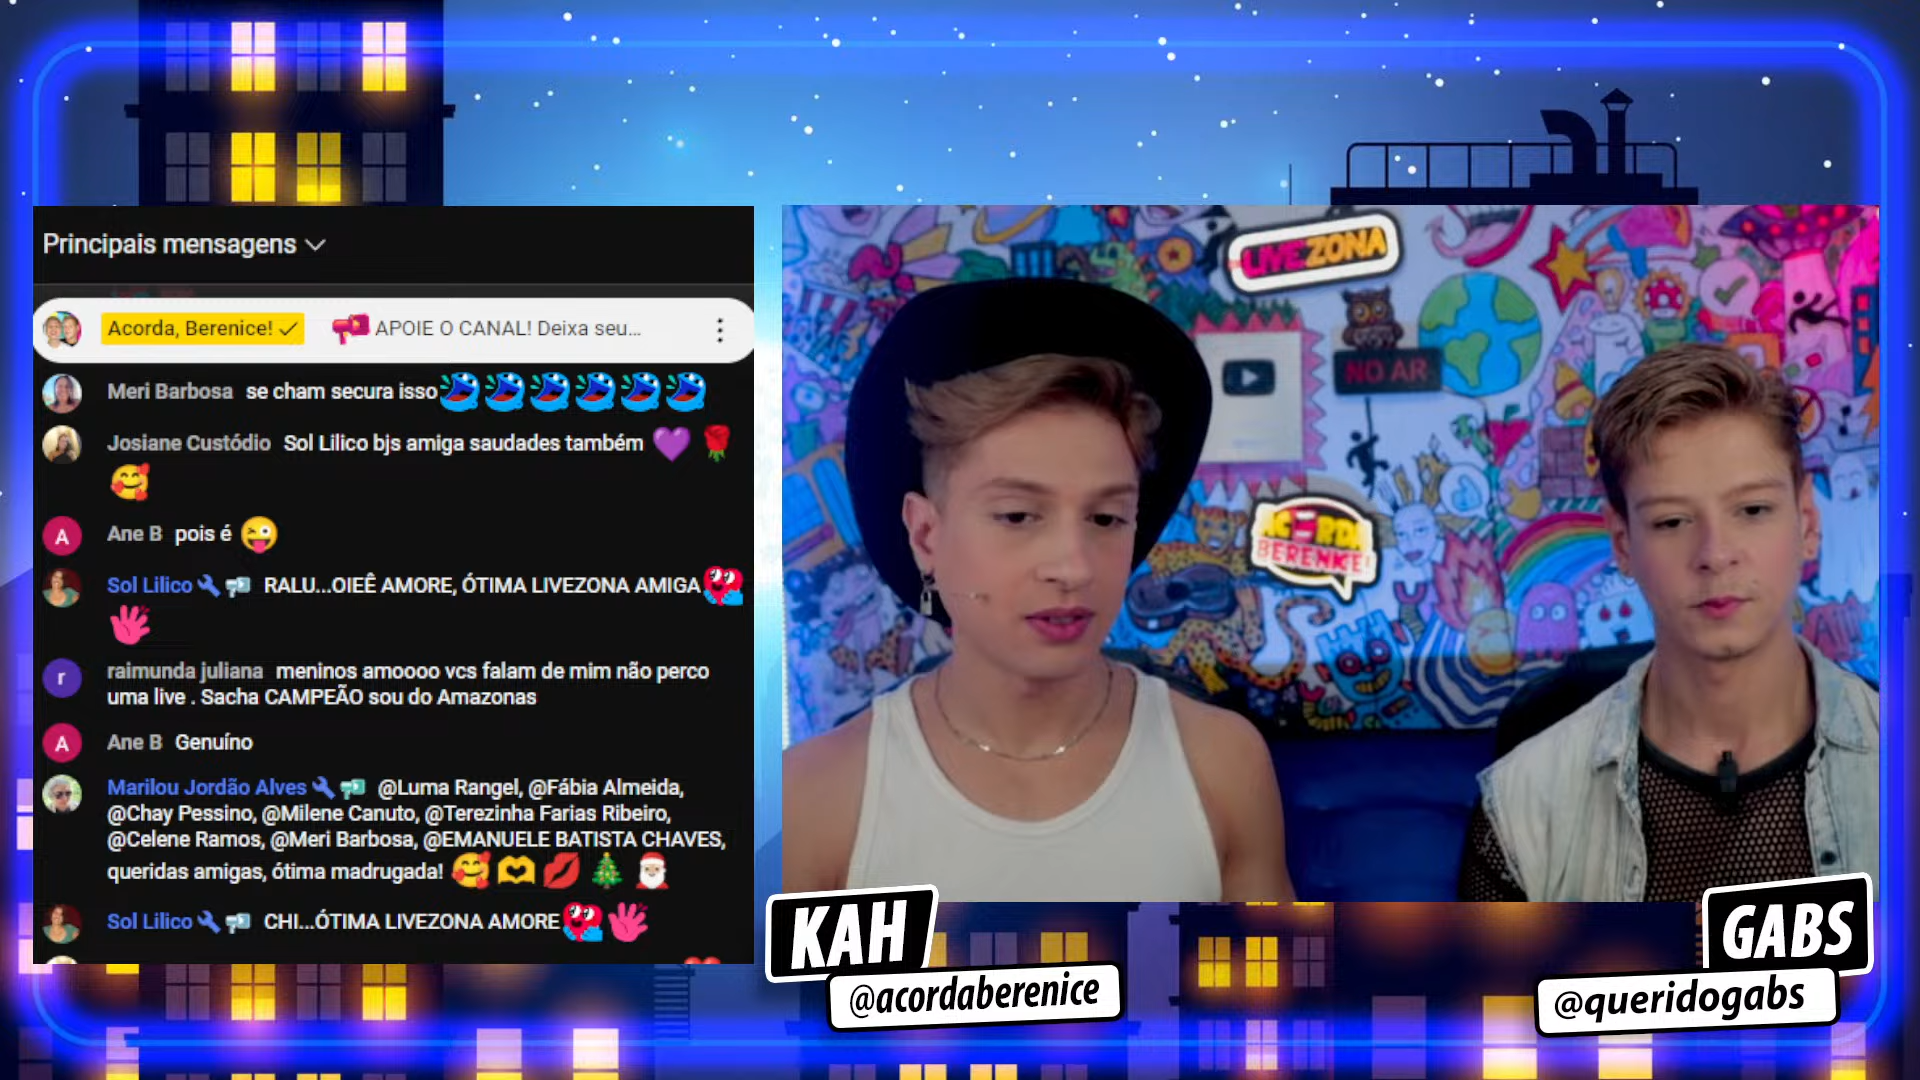 Principais mensagens
Acorda, Berenice! APOIE O CANAL! Deixa seu...
Meri Barbosa se cham secura isso
Josiane Custódio Sol Lilico bjs amiga saudades também
A Ane B pois é
Sol Lilico RALU...OIEÊ AMORE, ÓTIMA LIVEZONA AMIGA
r raimunda juliana meninos amoooo vcs falam de mim não perco
uma live . Sacha CAMPEÃO sou do Amazonas
A Ane B Genuíno
Marilou Jordão Alves @Luma Rangel, @Fábia Almeida,
@Chay Pessino, @Milene Canuto, @Terezinha Farias Ribeiro,
@Celene Ramos, @Meri Barbosa, @EMANUELE BATISTA CHAVES,
queridas amigas, ótima madrugada!
Sol Lilico CHI...ÓTIMA LIVEZONA AMORE
LIVEZONA
NO AR
ACORDA
BERENICE!
KAH
@acordaberenice
GABS
@queridogabs